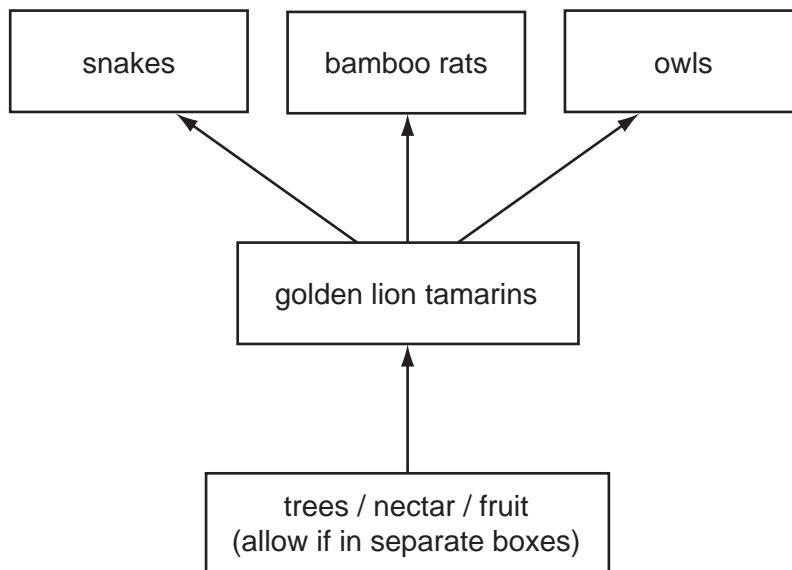 snakes
bamboo rats
owls
golden lion tamarins
trees / nectar / fruit
(allow if in separate boxes)